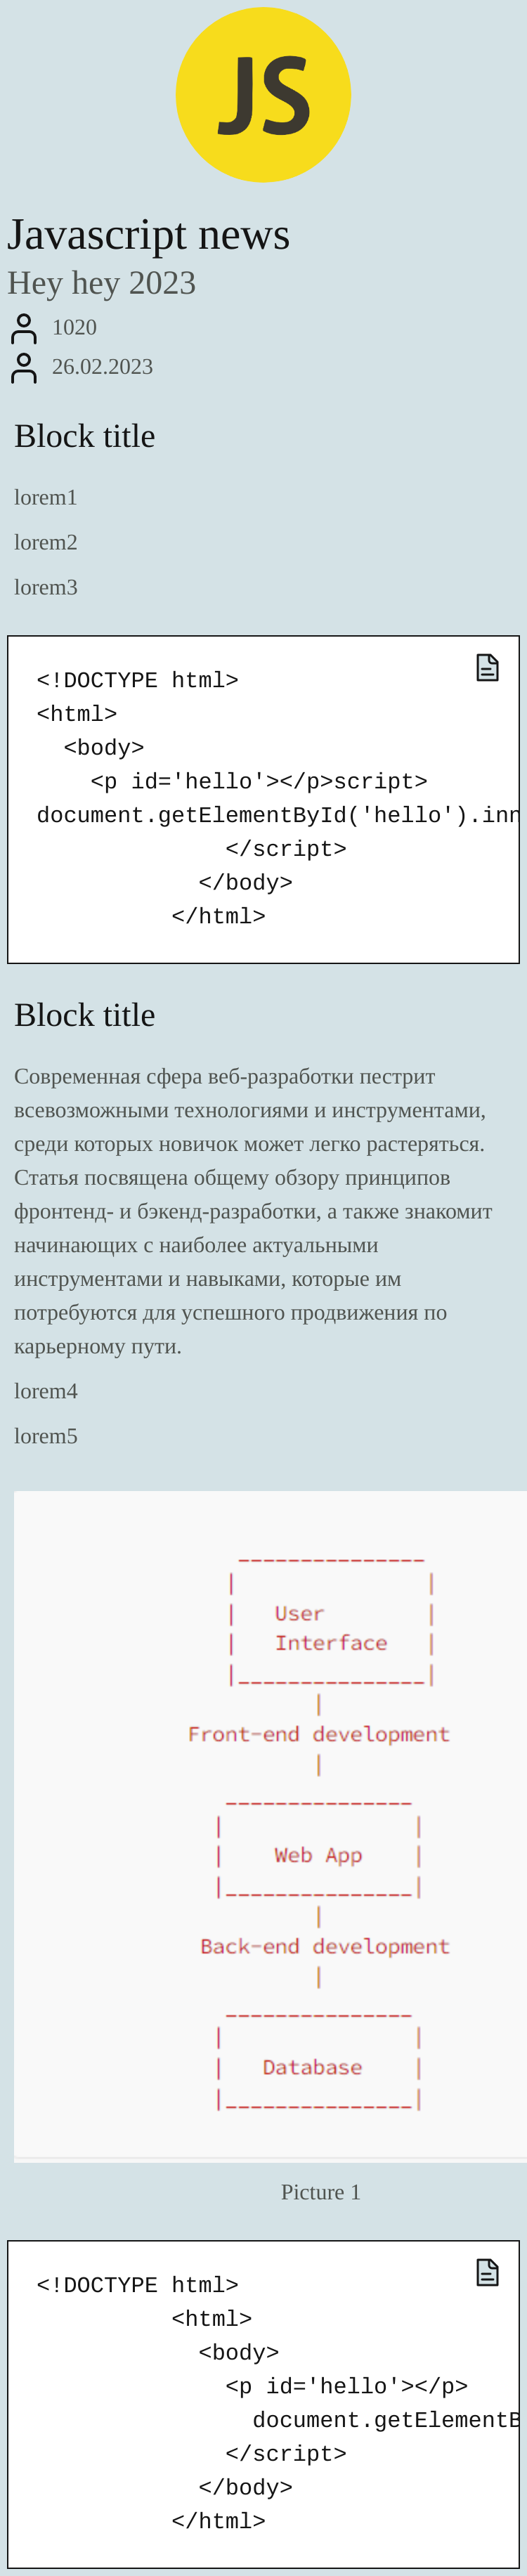 JS
Javascript news
Hey hey 2023
1020
26.02.2023
Block title
lorem1
lorem2
lorem3
<!DOCTYPE html>
<html>
  <body>
    <p id='hello'></p>script>
document.getElementById('hello').inn
              </script>
            </body>
          </html>
Block title
Современная сфера веб-разработки пестрит
всевозможными технологиями и инструментами,
среди которых новичок может легко растеряться.
Статья посвящена общему обзору принципов
фронтенд- и бэкенд-разработки, а также знакомит
начинающих с наиболее актуальными
инструментами и навыками, которые им
потребуются для успешного продвижения по
карьерному пути.
lorem4
lorem5
User
Interface
Front-end development
Web App
Back-end development
Database
Picture 1
<!DOCTYPE html>
          <html>
            <body>
              <p id='hello'></p>
                document.getElementB
              </script>
            </body>
          </html>